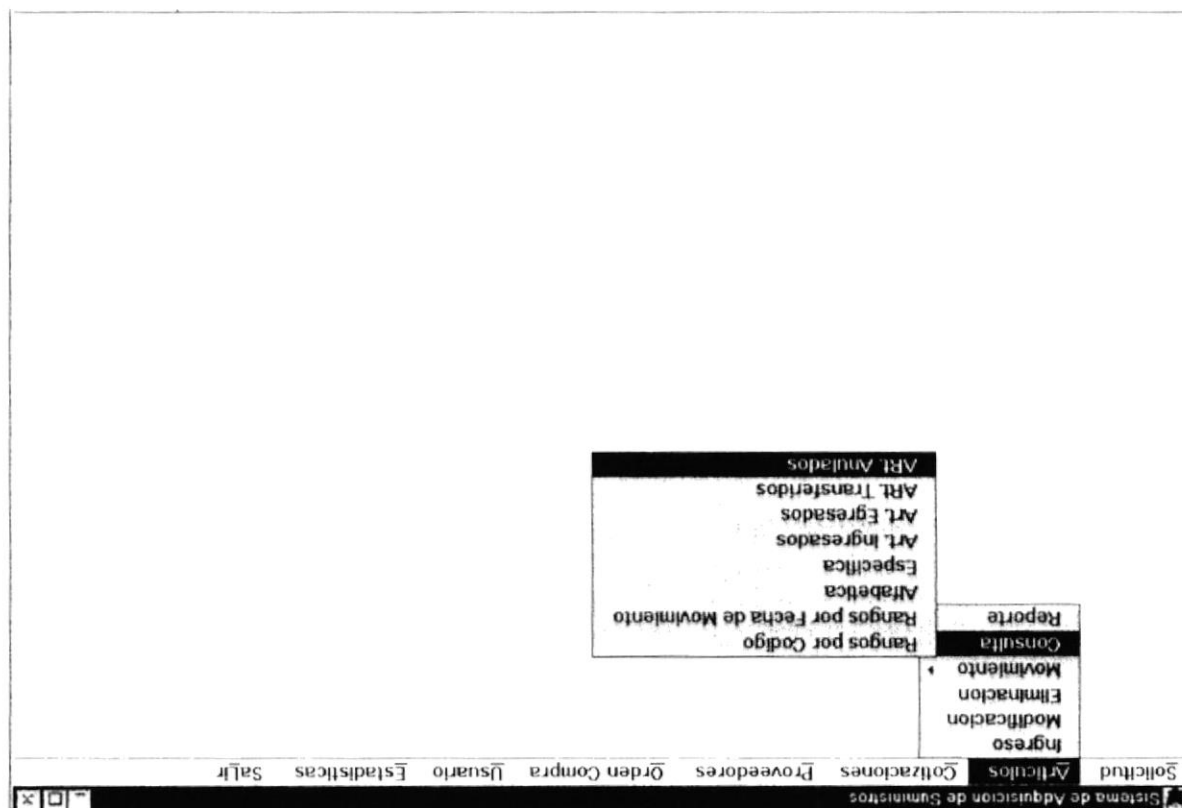 Sistema de Adquisicion de Suministros
Solicitud Articulos Cotizaciones Proveedores Orden Compra Usuario Estadisticas SaLir
Ingreso
Modificacion
Eliminacion
Movimiento
Consulta
Reporte
Rangos por Codigo
Rangos por Fecha de Movimiento
Alfabetica
Especifica
Art. Ingresados
Art. Egresados
ARt. Transferidos
ARt. Anulados